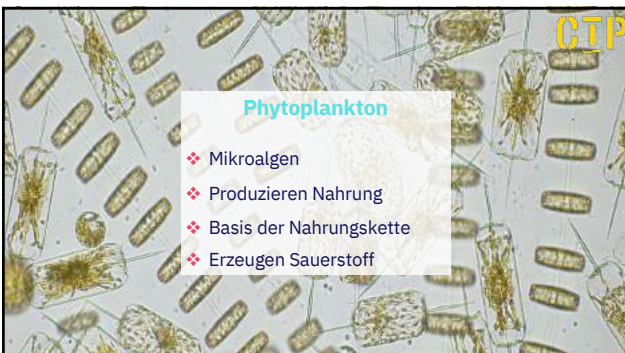 CTP
Phytoplankton
Mikroalgen
Produzieren Nahrung
Basis der Nahrungskette
Erzeugen Sauerstoff